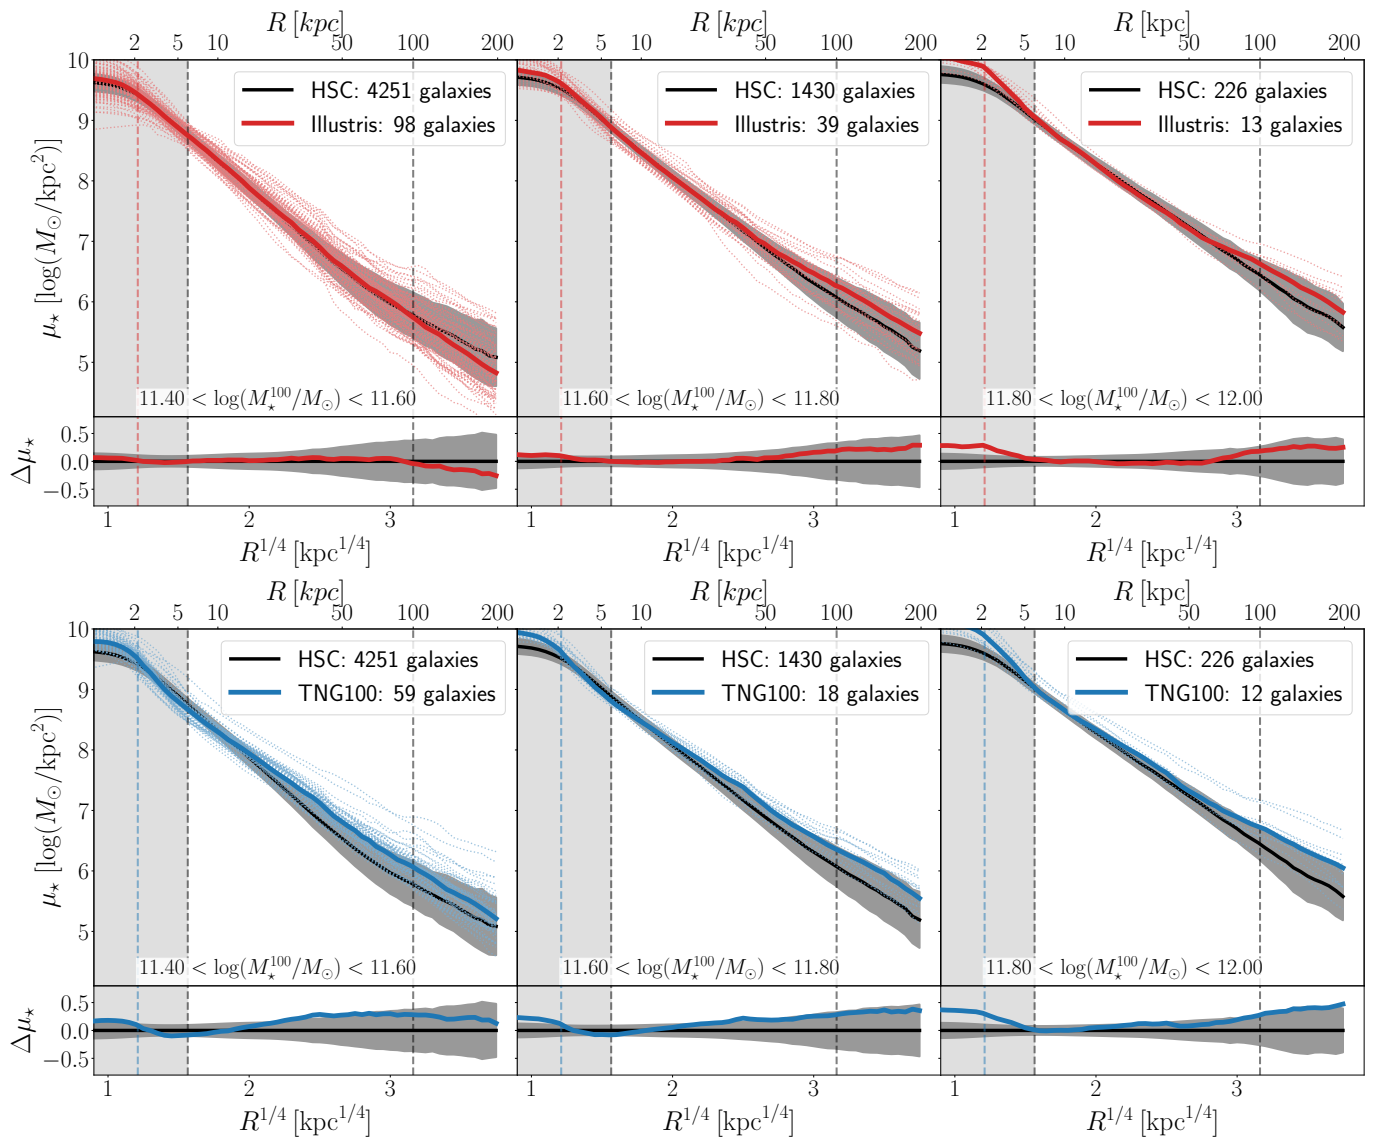 R [kpc] R [kpc] R [kpc]
2 5 10 50 100 200 2 5 10 50 100 200 2 5 10 50 100 200
10
9
8
7
6
5
μ⋆ [log(M⊙/kpc²)]
HSC: 4251 galaxies
Illustris: 98 galaxies
HSC: 1430 galaxies
Illustris: 39 galaxies
HSC: 226 galaxies
Illustris: 13 galaxies
11.40 < log(M⋆¹⁰⁰/M⊙) < 11.60
11.60 < log(M⋆¹⁰⁰/M⊙) < 11.80
11.80 < log(M⋆¹⁰⁰/M⊙) < 12.00
Δμ⋆
0.5
0.0
−0.5
1 2 3 1 2 3 1 2 3
R^1/4 [kpc^1/4] R^1/4 [kpc^1/4] R^1/4 [kpc^1/4]
R [kpc] R [kpc] R [kpc]
2 5 10 50 100 200 2 5 10 50 100 200 2 5 10 50 100 200
10
9
8
7
6
5
μ⋆ [log(M⊙/kpc²)]
HSC: 4251 galaxies
TNG100: 59 galaxies
HSC: 1430 galaxies
TNG100: 18 galaxies
HSC: 226 galaxies
TNG100: 12 galaxies
11.40 < log(M⋆¹⁰⁰/M⊙) < 11.60
11.60 < log(M⋆¹⁰⁰/M⊙) < 11.80
11.80 < log(M⋆¹⁰⁰/M⊙) < 12.00
Δμ⋆
0.5
0.0
−0.5
1 2 3 1 2 3 1 2 3
R^1/4 [kpc^1/4] R^1/4 [kpc^1/4] R^1/4 [kpc^1/4]